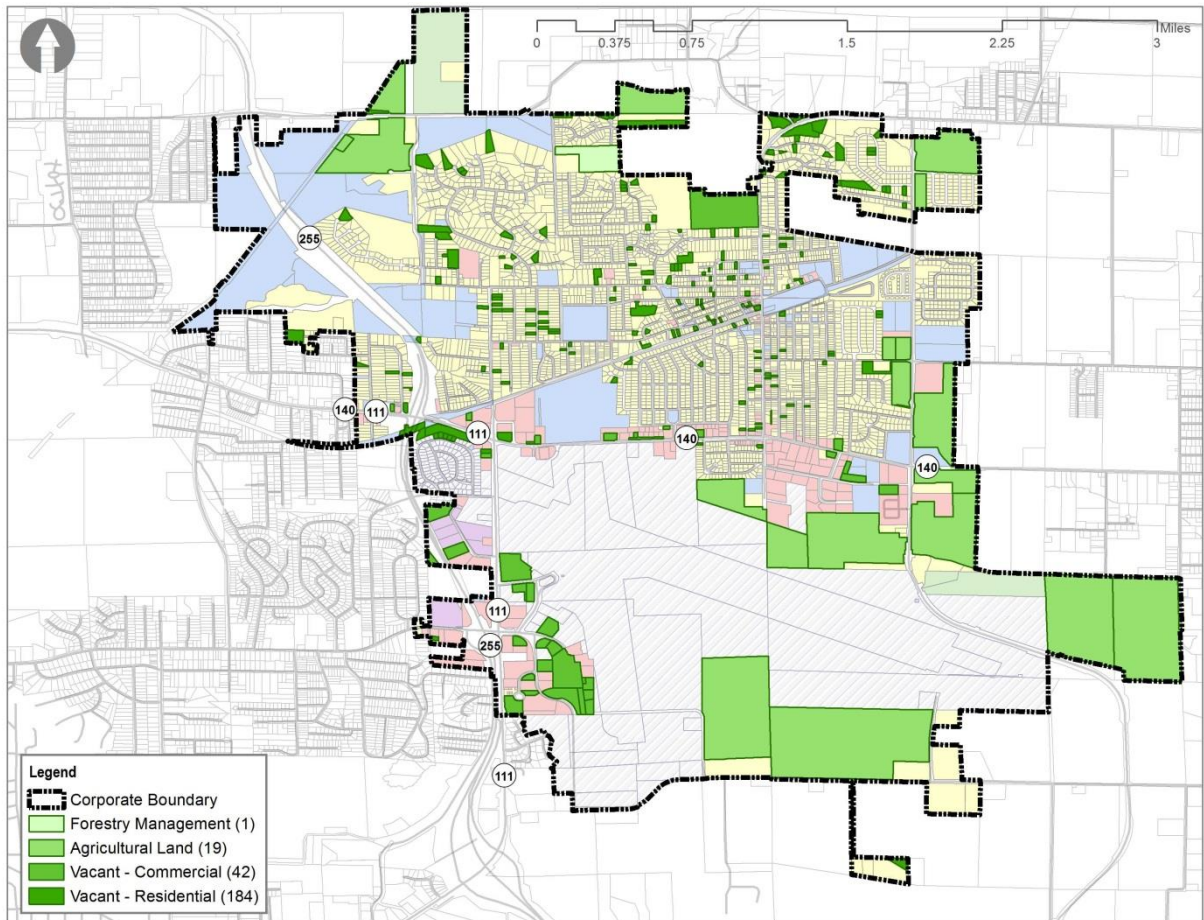 Miles
0 0.375 0.75 1.5 2.25 3
255
140
111
111
140
140
111
255
111
Legend
Corporate Boundary
Forestry Management (1)
Agricultural Land (19)
Vacant - Commercial (42)
Vacant - Residential (184)